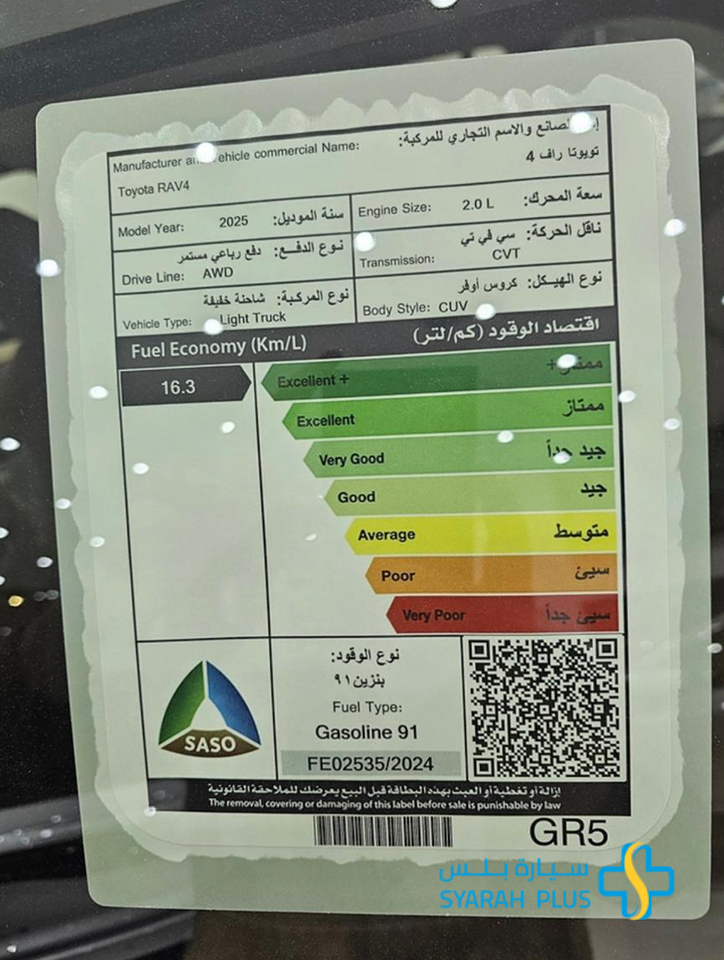 الصانع والاسم التجاري للمركبة:
Manufacturer and vehicle commercial Name:
تويوتا راف 4
Toyota RAV4
Model Year: 2025 سنة الموديل:
Engine Size: 2.0 L سعة المحرك:
نوع الدفع: دفع رباعي مستمر
Drive Line: AWD
ناقل الحركة: سي في تي
Transmission: CVT
نوع المركبة: شاحنة خفيفة
Vehicle Type: Light Truck
نوع الهيكل: كروس أوفر
Body Style: CUV
Fuel Economy (Km/L) اقتصاد الوقود (كم/لتر)
16.3
Excellent + ممتاز+
Excellent ممتاز
Very Good جيد جداً
Good جيد
Average متوسط
Poor سيئ
Very Poor سيئ جداً
SASO
نوع الوقود:
بنزين ٩١
Fuel Type:
Gasoline 91
FE02535/2024
إزالة أو تغطية أو العبث بهذه البطاقة قبل البيع يعرضك للملاحقة القانونية
The removal, covering or damaging of this label before sale is punishable by law
GR5
سيارة بلس
SYARAH PLUS